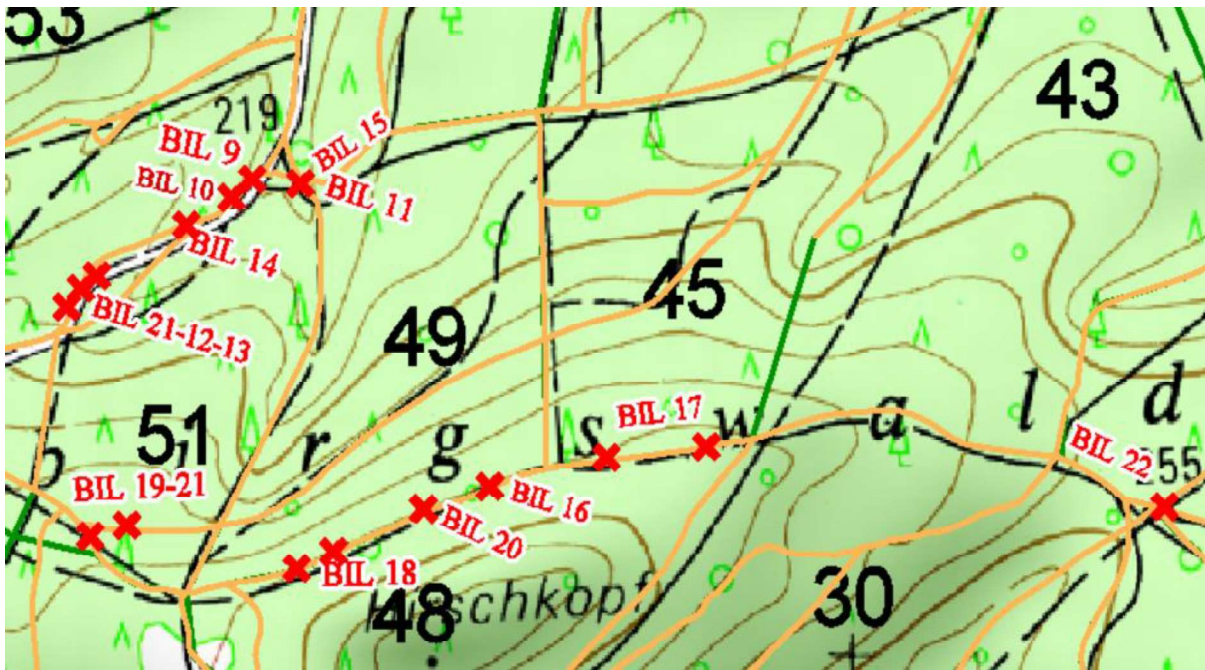 53
219
43
BIL 9
BIL 15
BIL 10
BIL 11
BIL 14
45
49
BIL 21-12-13
51
b r g s w a l d
BIL 17
BIL 22
255
BIL 19-21
BIL 16
BIL 20
BIL 18
30
48